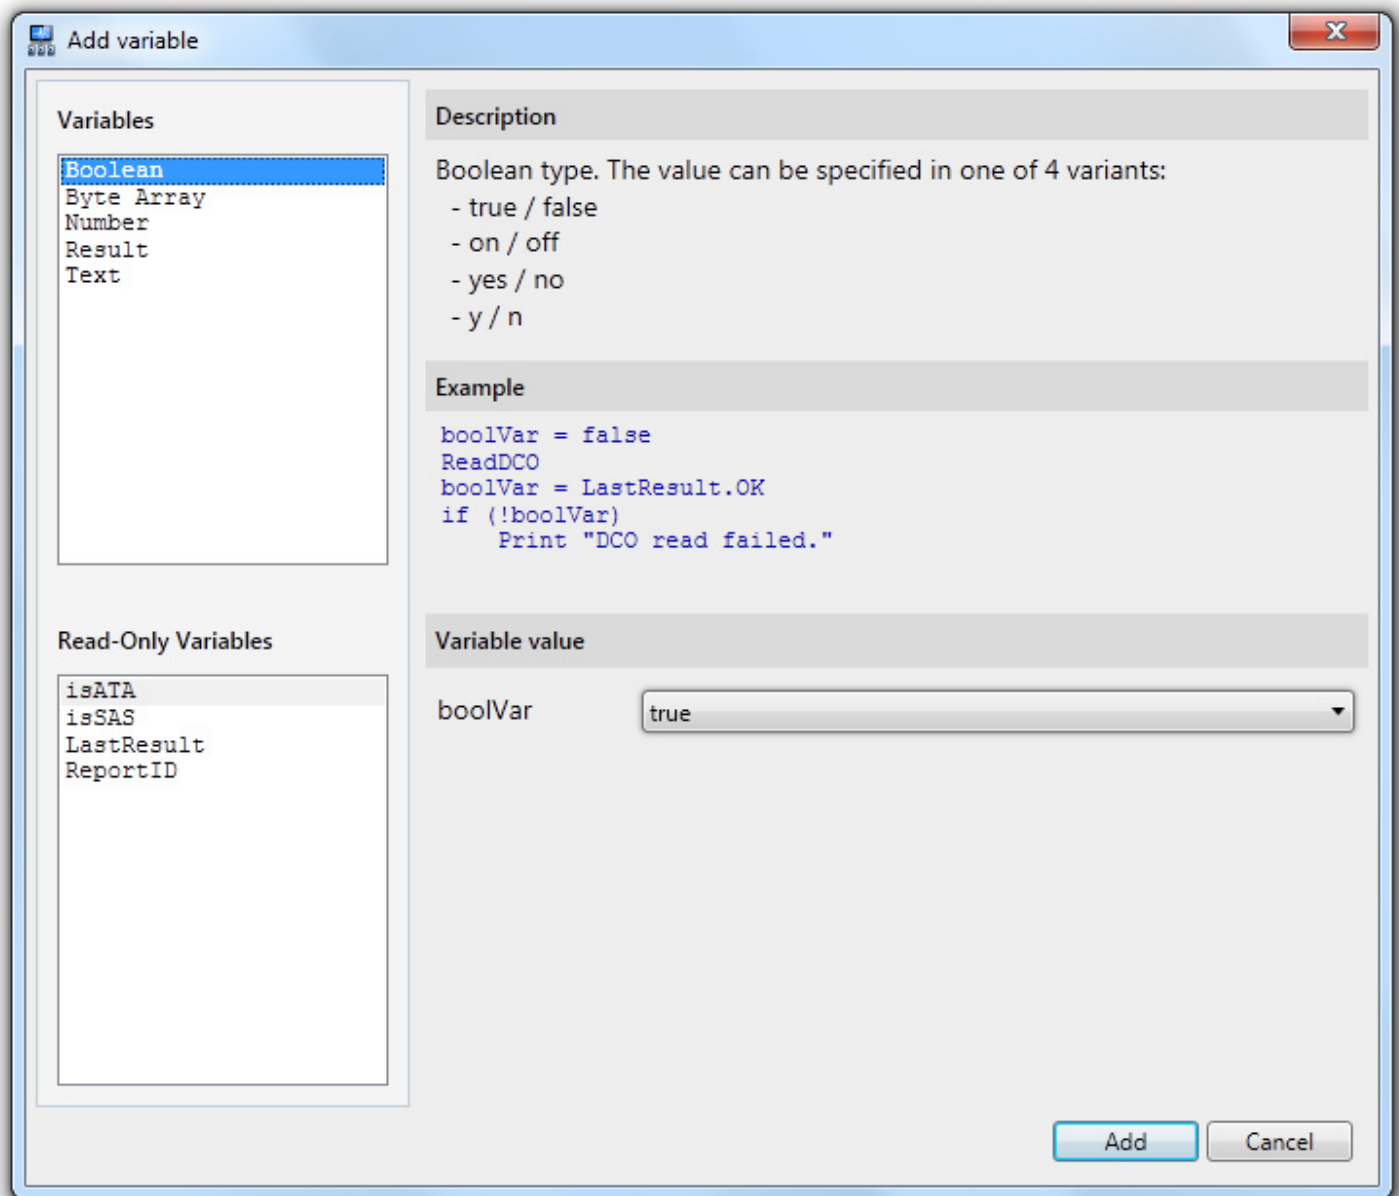 Add variable
Variables
Boolean
Byte Array
Number
Result
Text
Read-Only Variables
isATA
isSAS
LastResult
ReportID
Description
Boolean type. The value can be specified in one of 4 variants:
- true / false
- on / off
- yes / no
- y / n
Example
boolVar = false
ReadDCO
boolVar = LastResult.OK
if (!boolVar)
    Print "DCO read failed."
Variable value
boolVar
true
Add
Cancel